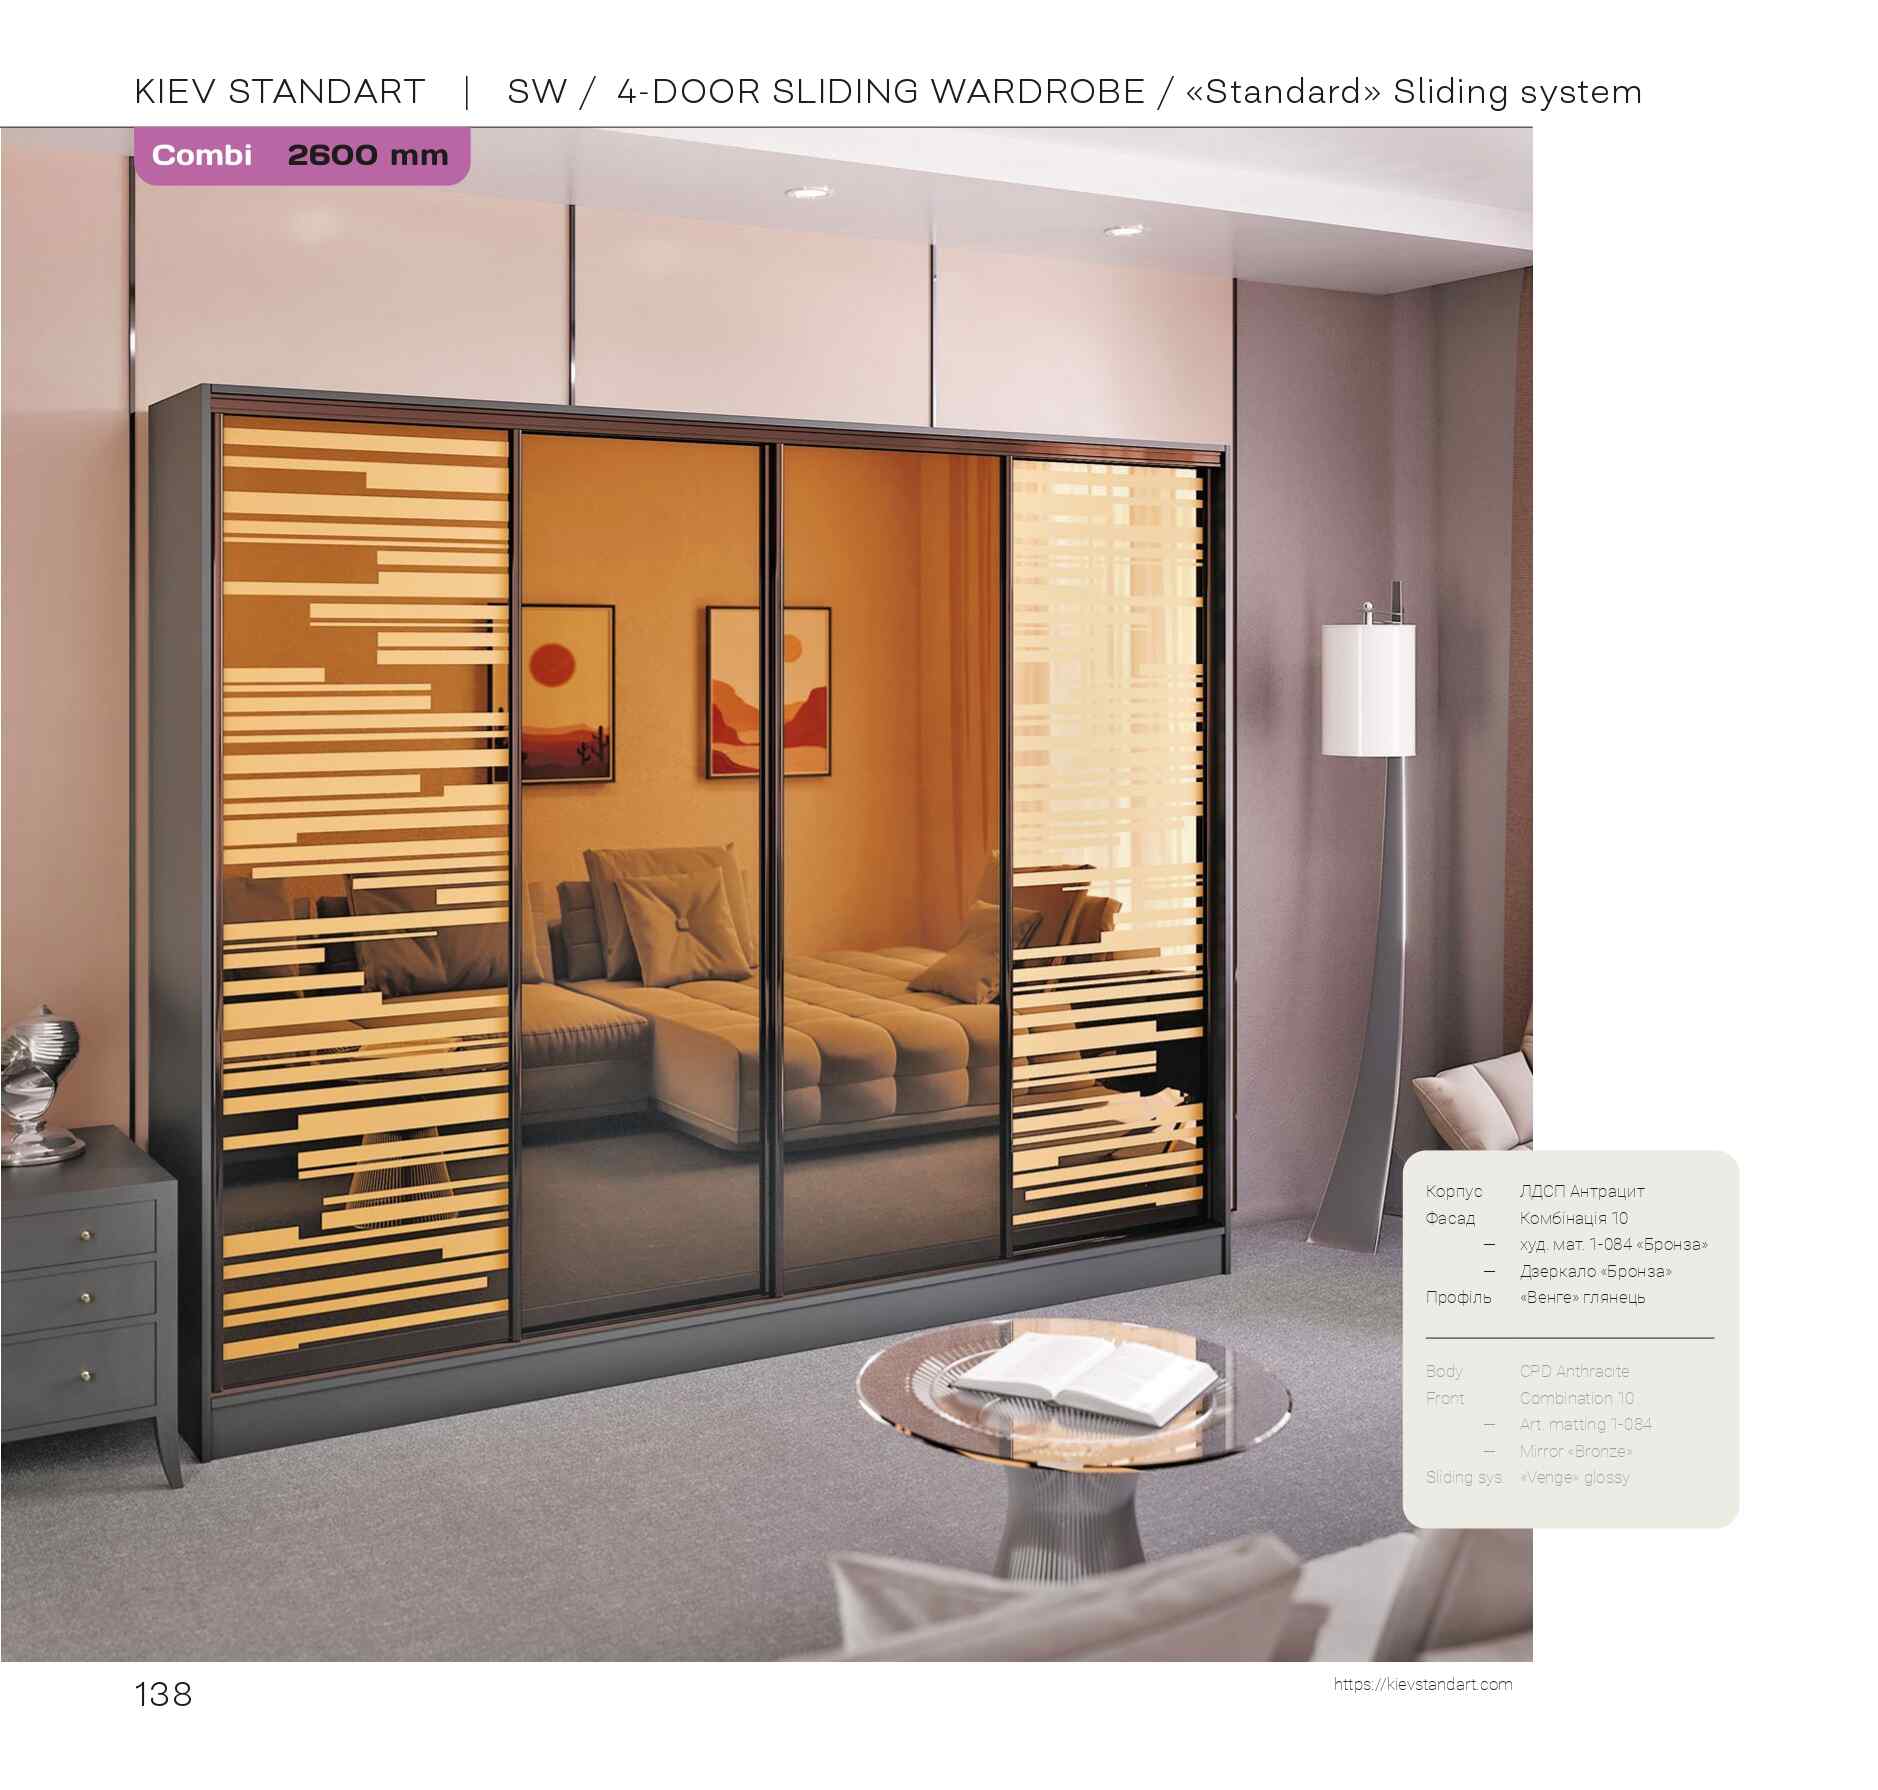 KIEV STANDART | SW / 4-DOOR SLIDING WARDROBE / «Standard» Sliding system
Combi 2600 mm
Корпус ЛДСП Антрацит
Фасад Комбінація 10
– худ. мат. 1-084 «Бронза»
– Дзеркало «Бронза»
Профіль «Венге» глянець
Body CPD Anthracite
Front Combination 10
– Art. matting 1-084
– Mirror «Bronze»
Sliding sys. «Venge» glossy
138
https://kievstandart.com